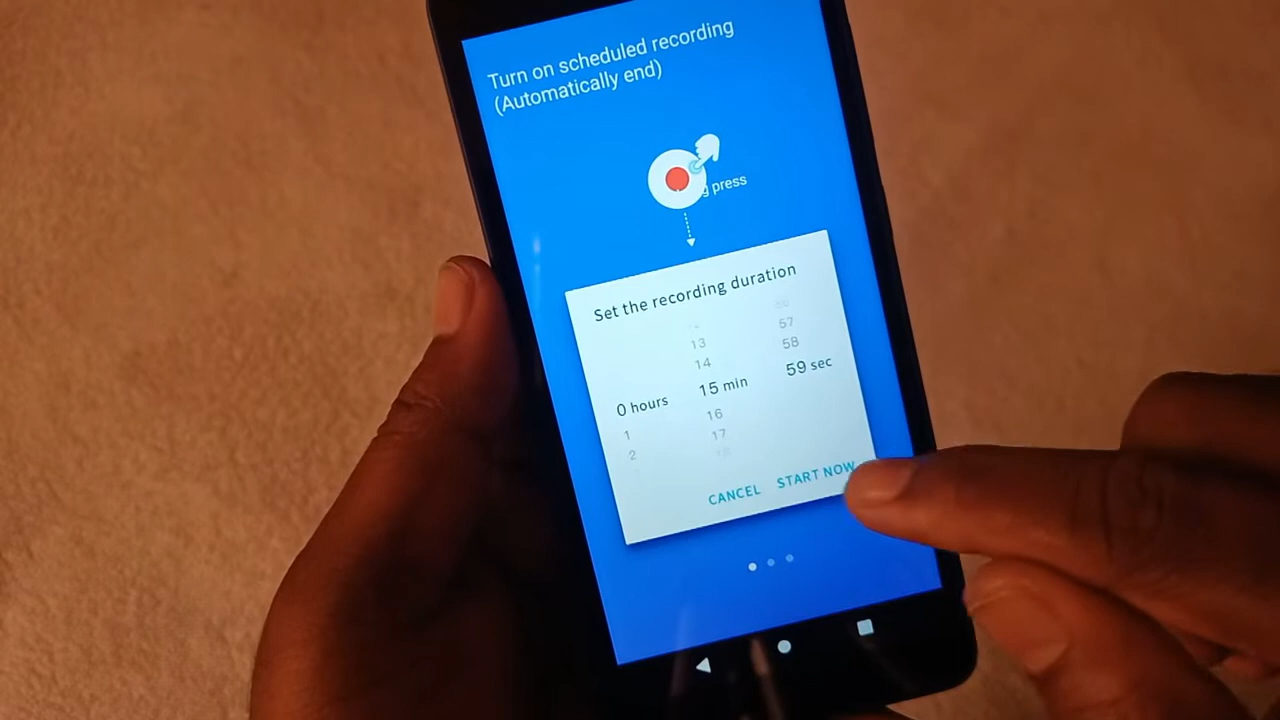 Turn on scheduled recording
(Automatically end)
press
Set the recording duration
57
13
58
14
0 hours 15 min 59 sec
1 16
2 17
CANCEL START NOW